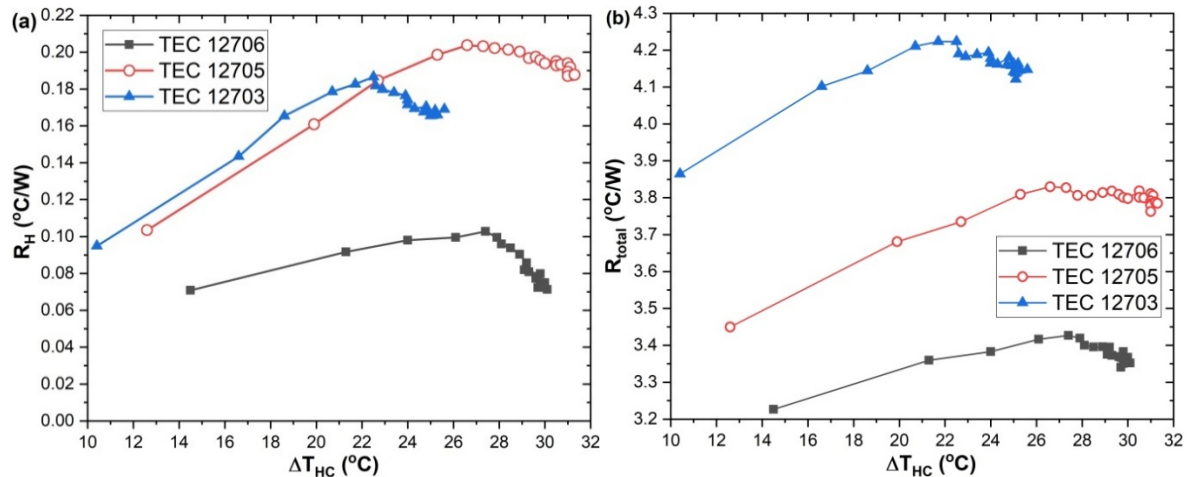 (a)
TEC 12706
TEC 12705
TEC 12703
R_H (°C/W)
0.22
0.20
0.18
0.16
0.14
0.12
0.10
0.08
0.06
0.04
0.02
0.00
10 12 14 16 18 20 22 24 26 28 30 32
ΔT_HC (°C)
(b)
R_total (°C/W)
4.3
4.2
4.1
4.0
3.9
3.8
3.7
3.6
3.5
3.4
3.3
3.2
TEC 12706
TEC 12705
TEC 12703
10 12 14 16 18 20 22 24 26 28 30 32
ΔT_HC (°C)